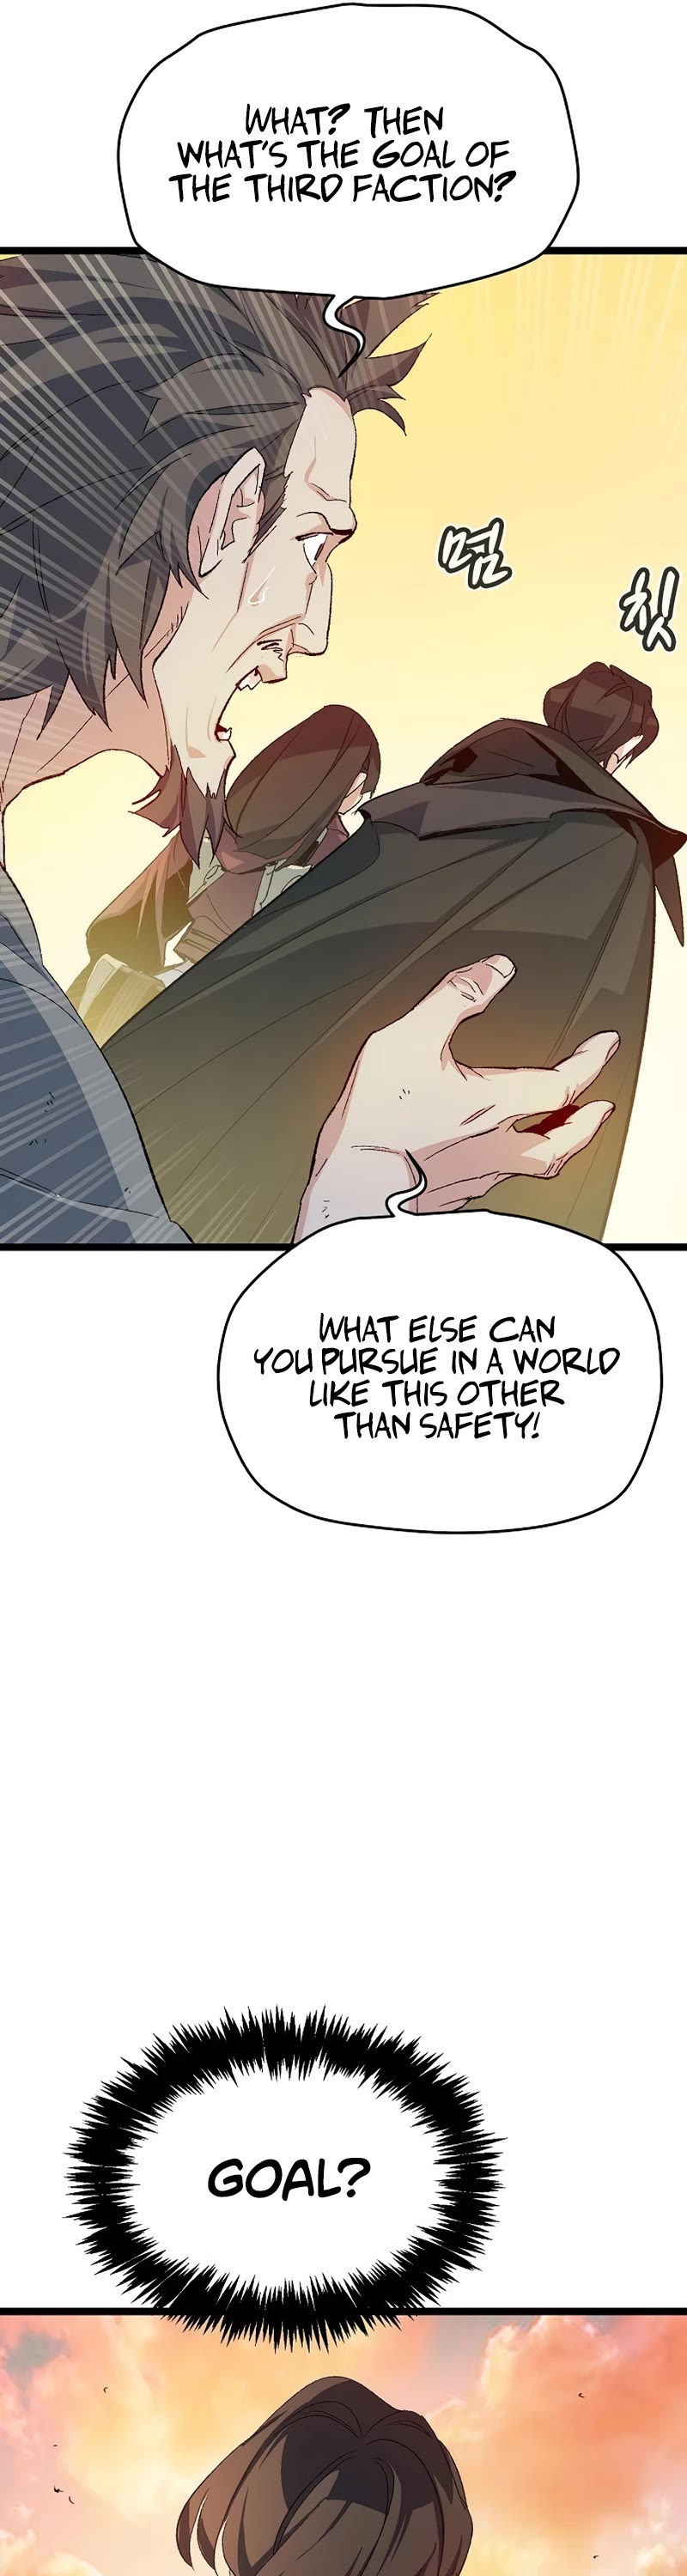 WHAT? THEN
WHAT'S THE GOAL OF
THE THIRD FACTION?
멈
칫
WHAT ELSE CAN
YOU PURSUE IN A WORLD
LIKE THIS OTHER
THAN SAFETY!
GOAL?